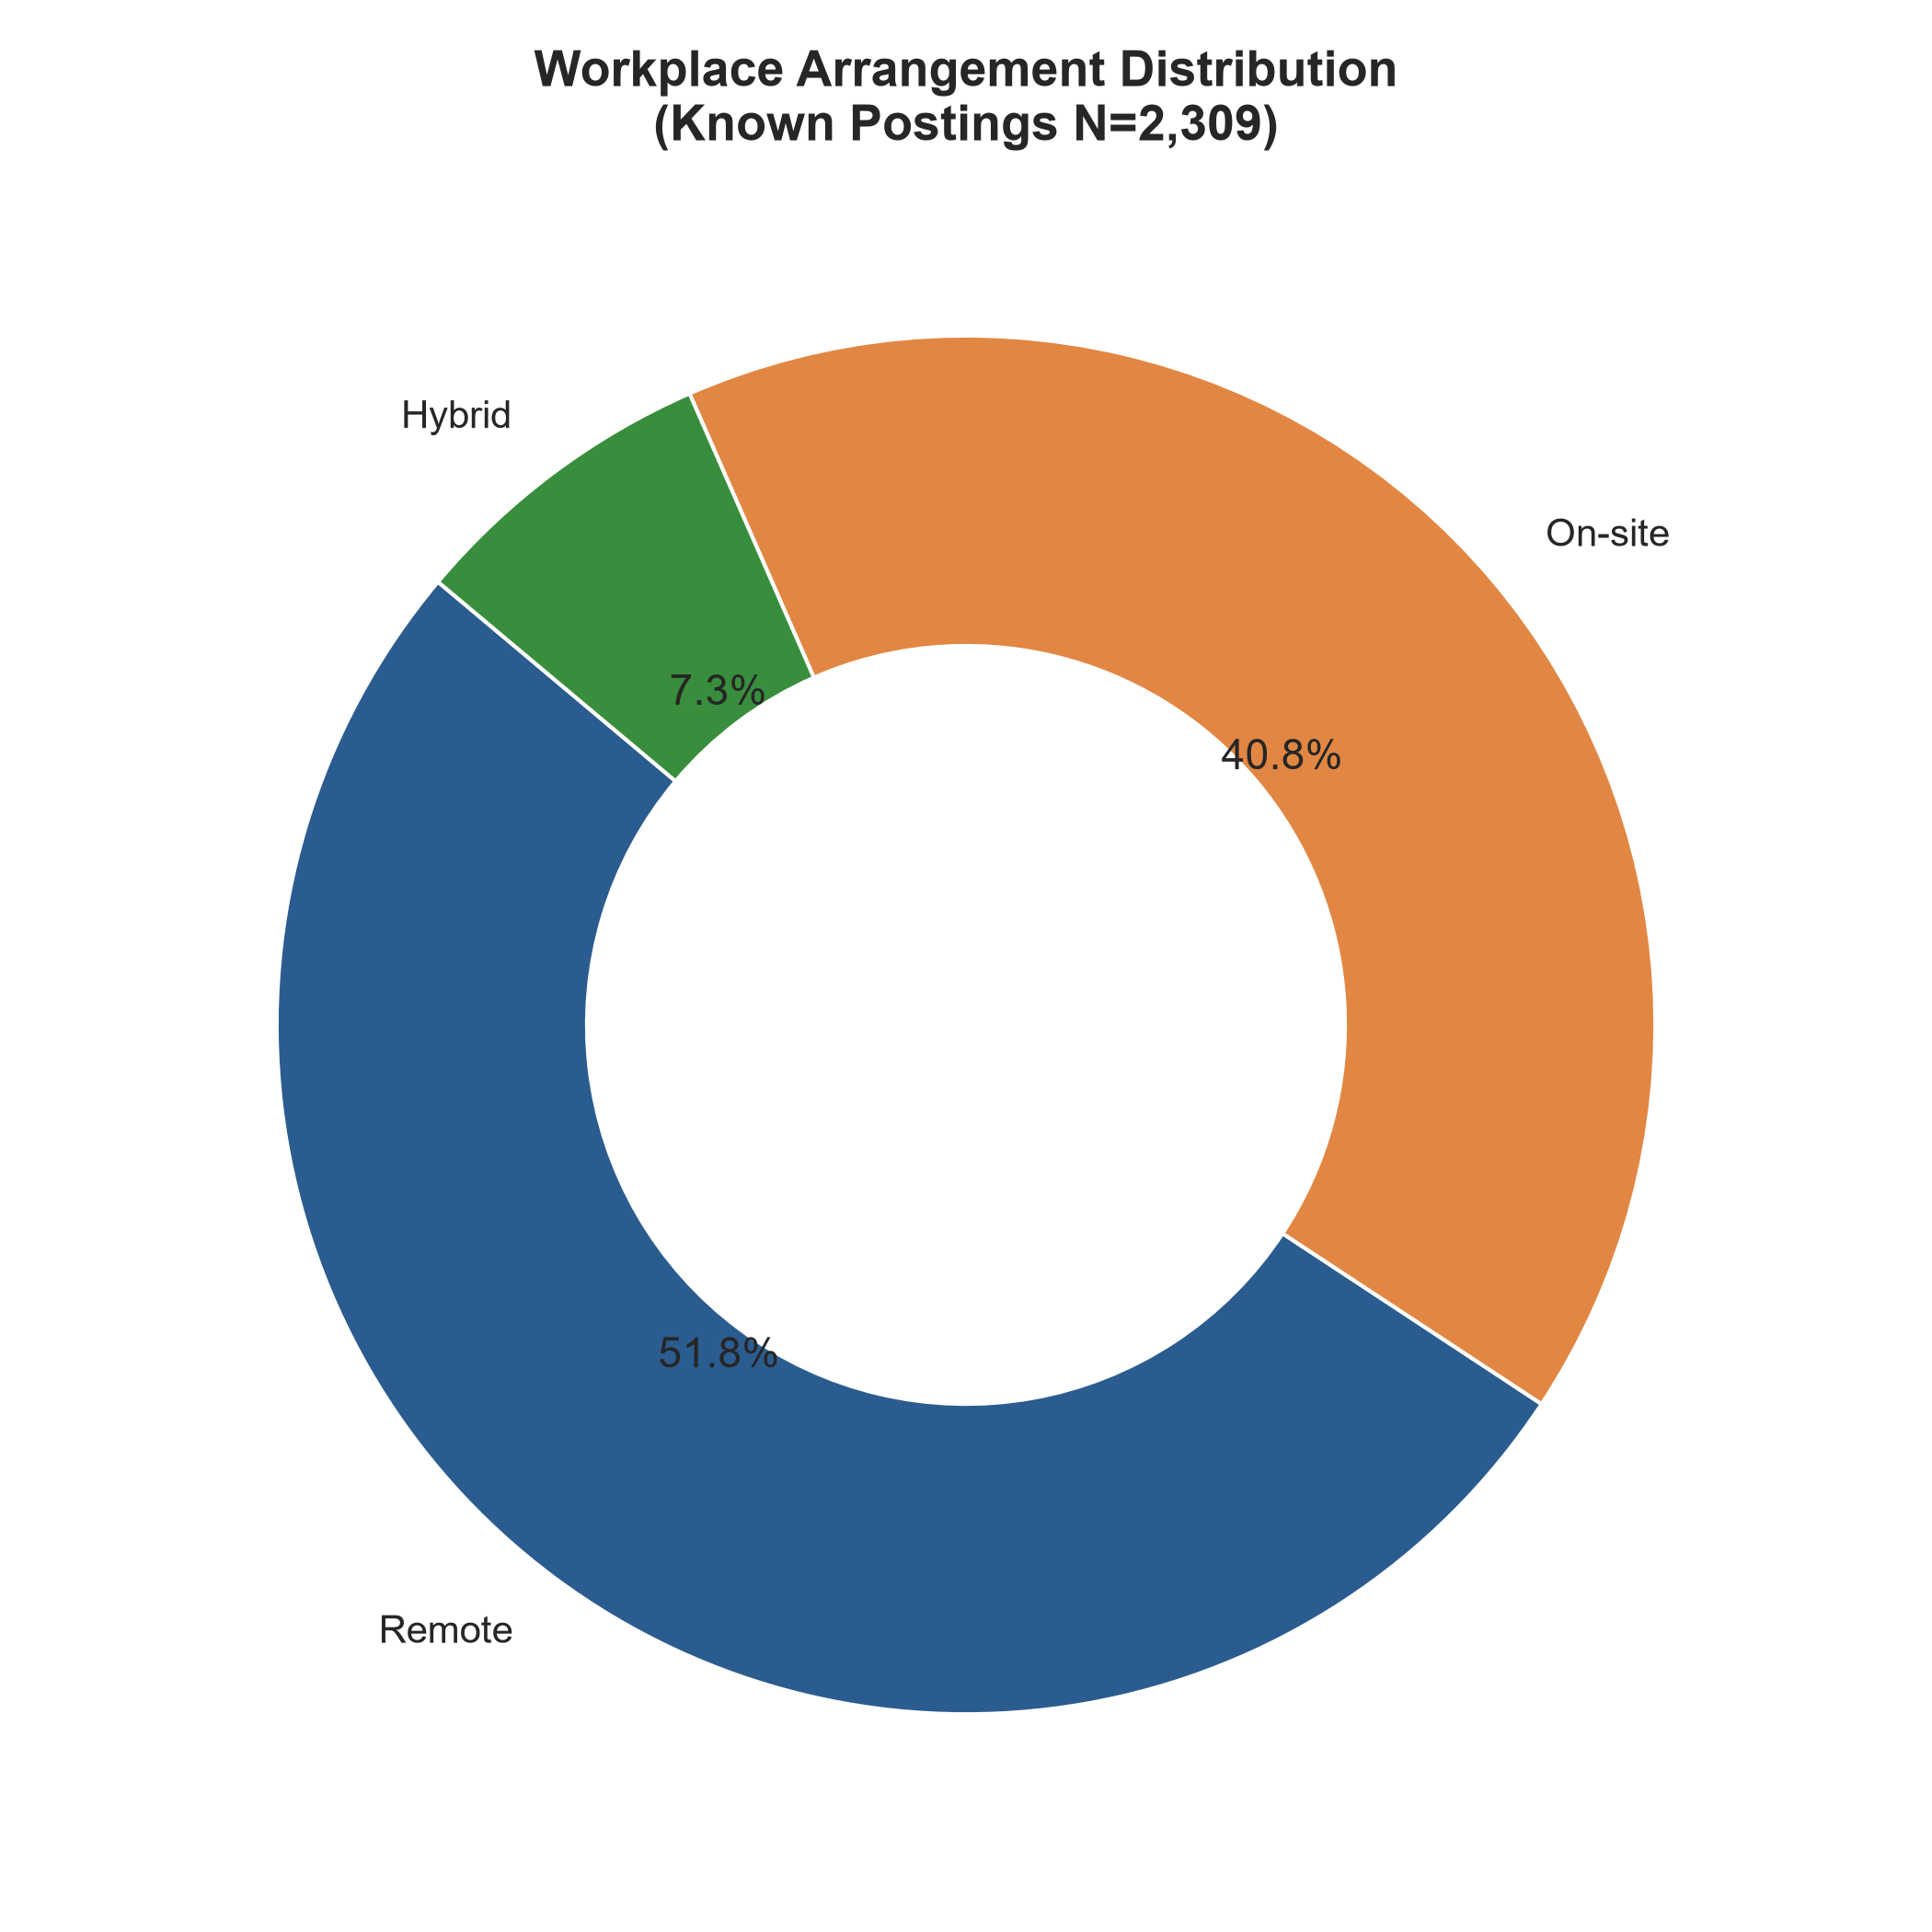 Workplace Arrangement Distribution
(Known Postings N=2,309)
Hybrid
On-site
7.3%
40.8%
51.8%
Remote